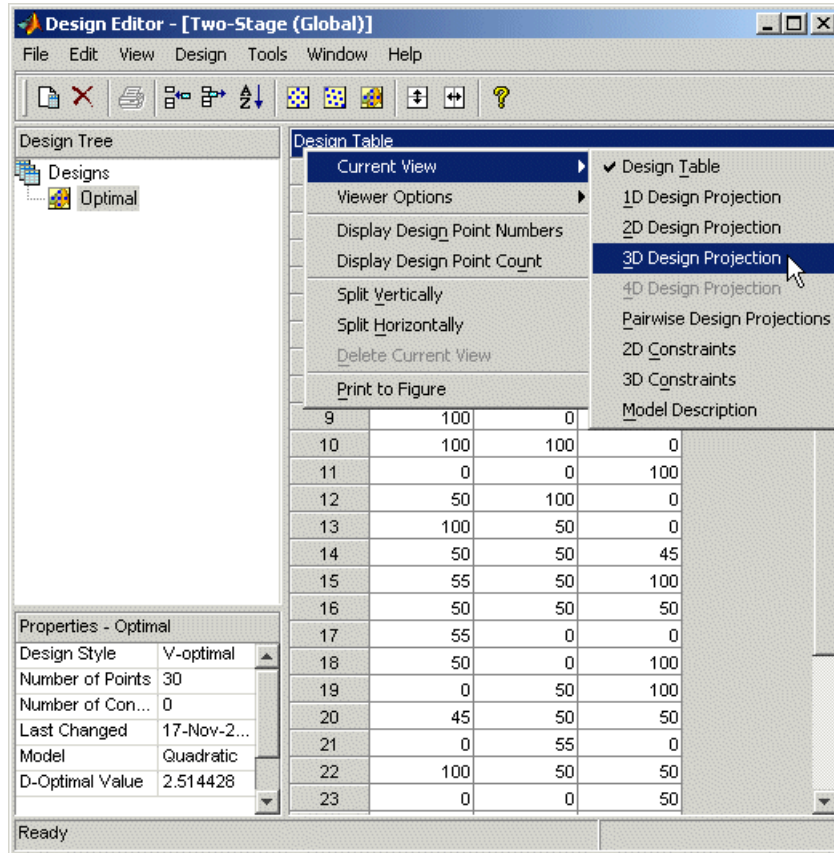 Design Editor - [Two-Stage (Global)]
File Edit View Design Tools Window Help
Design Tree
Designs
Optimal
Design Table
Current View
Viewer Options
Display Design Point Numbers
Display Design Point Count
Split Vertically
Split Horizontally
Delete Current View
Print to Figure
Design Table
1D Design Projection
2D Design Projection
3D Design Projection
4D Design Projection
Pairwise Design Projections
2D Constraints
3D Constraints
Model Description
9 100 0
10 100 100 0
11 0 0 100
12 50 100 0
13 100 50 0
14 50 50 45
15 55 50 100
16 50 50 50
17 55 0 0
18 50 0 100
19 0 50 100
20 45 50 50
21 0 55 0
22 100 50 50
23 0 0 50
Properties - Optimal
Design Style V-optimal
Number of Points 30
Number of Con... 0
Last Changed 17-Nov-2...
Model Quadratic
D-Optimal Value 2.514428
Ready